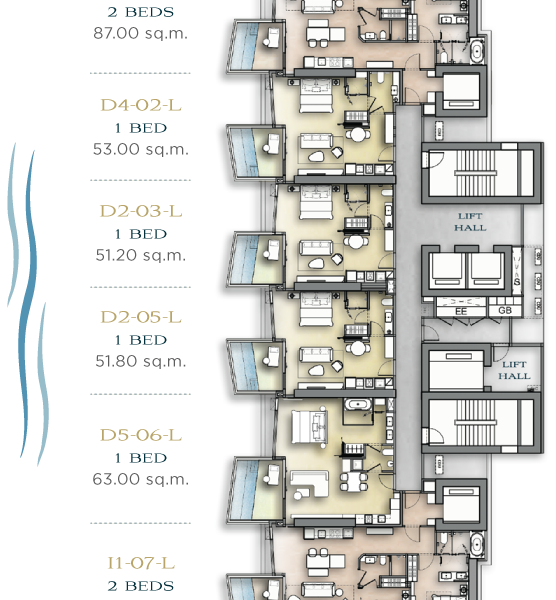 2 BEDS
87.00 sq.m.
D4-02-L
1 BED
53.00 sq.m.
D2-03-L
1 BED
51.20 sq.m.
D2-05-L
1 BED
51.80 sq.m.
D5-06-L
1 BED
63.00 sq.m.
I1-07-L
2 BEDS
LIFT
HALL
S
EE
GB
LIFT
HALL